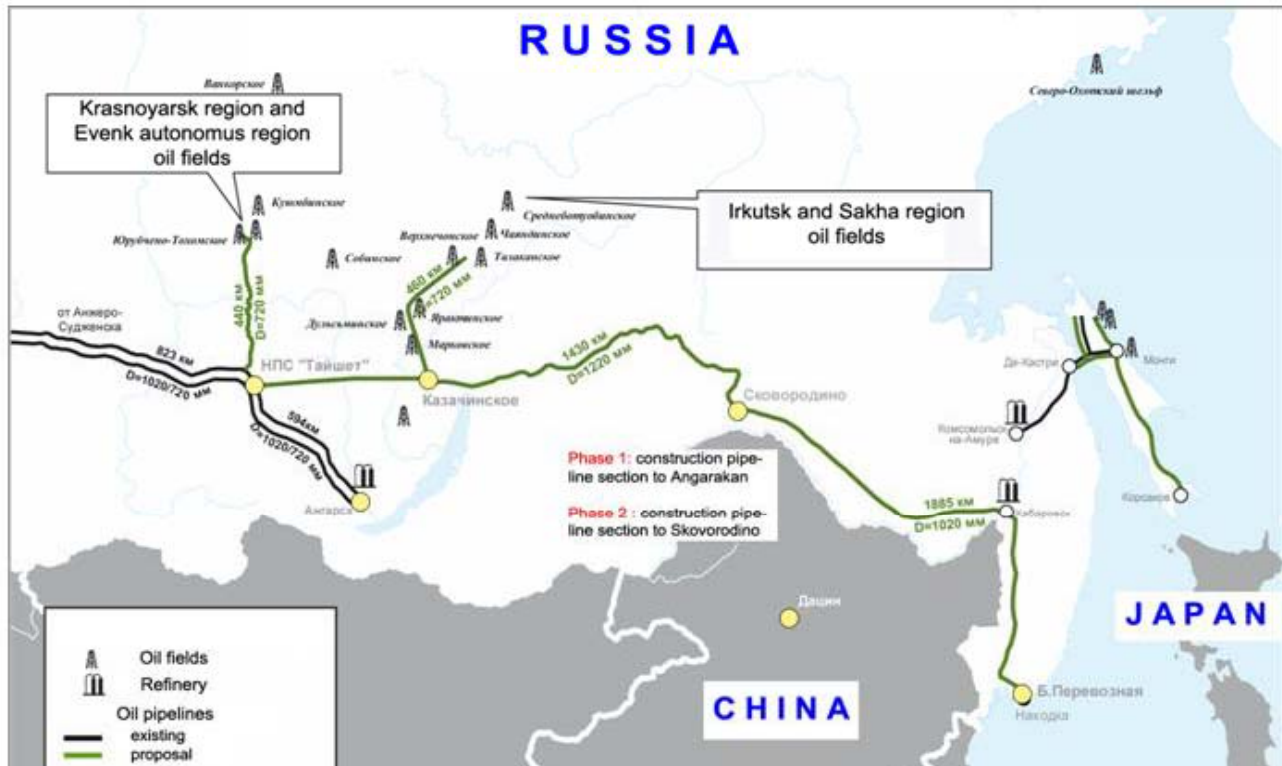 RUSSIA
Ванкорское
Северо-Охотский шельф
Krasnoyarsk region and
Evenk autonomus region
oil fields
Куюмбинское
Юрубчено-Тохомское
Среднеботуобинское
Irkutsk and Sakha region
oil fields
Чаяндинское
Верхнечонское
Талаканское
Собинское
440 км
D=720 мм
460 км
D=720 мм
Дулисьминское
Ярактинское
Марковское
от Анжеро-
Судженска
823 км
D=1020/720 мм
НПС "Тайшет"
1430 км
D=1220 мм
Казачинское
Сковородино
Де-Кастри
Монги
Комсомольск
на-Амуре
594км
D=1020/720 мм
Ангарск
Phase 1: construction pipe-
line section to Angarakan
Phase 2 : construction pipe-
line section to Skovorodino
1885 км
D=1020 мм
Хабаровск
Корсаков
Дацин
JAPAN
CHINA
Б.Перевозная
Находка
Oil fields
Refinery
Oil pipelines
existing
proposal